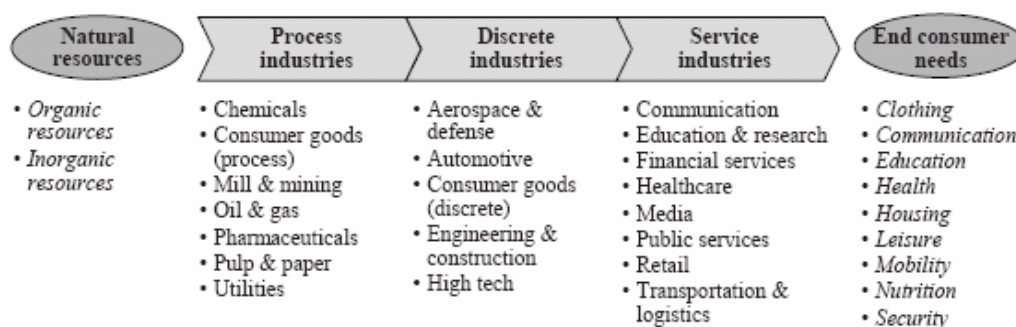 Natural
resources
Process
industries
Discrete
industries
Service
industries
End consumer
needs
• Organic
resources
• Inorganic
resources
• Chemicals
• Consumer goods
(process)
• Mill & mining
• Oil & gas
• Pharmaceuticals
• Pulp & paper
• Utilities
• Aerospace &
defense
• Automotive
• Consumer goods
(discrete)
• Engineering &
construction
• High tech
• Communication
• Education & research
• Financial services
• Healthcare
• Media
• Public services
• Retail
• Transportation &
logistics
• Clothing
• Communication
• Education
• Health
• Housing
• Leisure
• Mobility
• Nutrition
• Security